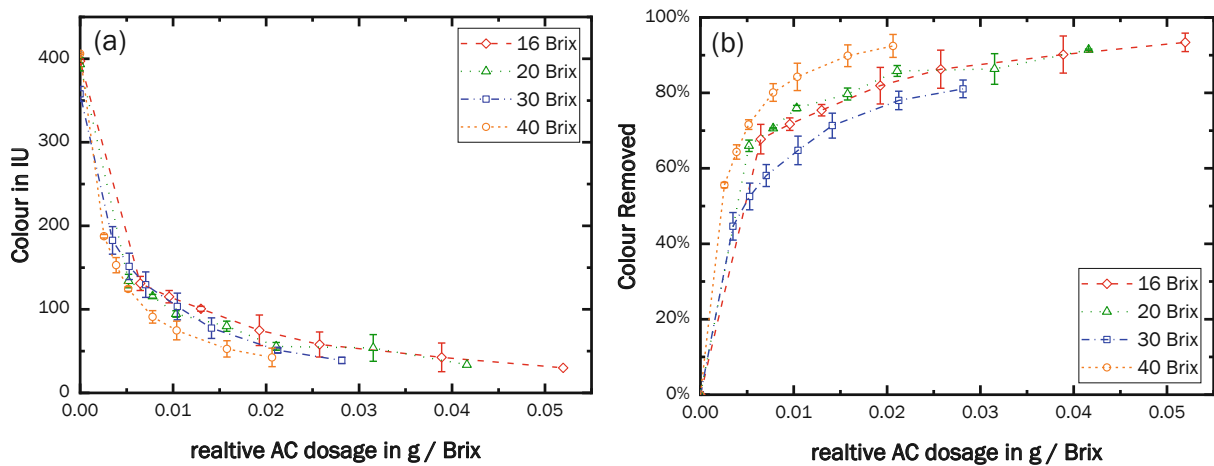 (a)
16 Brix
20 Brix
30 Brix
40 Brix
400
300
200
100
0
0.00 0.01 0.02 0.03 0.04 0.05
Colour in IU
realtive AC dosage in g / Brix
(b)
100%
80%
60%
40%
20%
0%
0.00 0.01 0.02 0.03 0.04 0.05
Colour Removed
16 Brix
20 Brix
30 Brix
40 Brix
realtive AC dosage in g / Brix